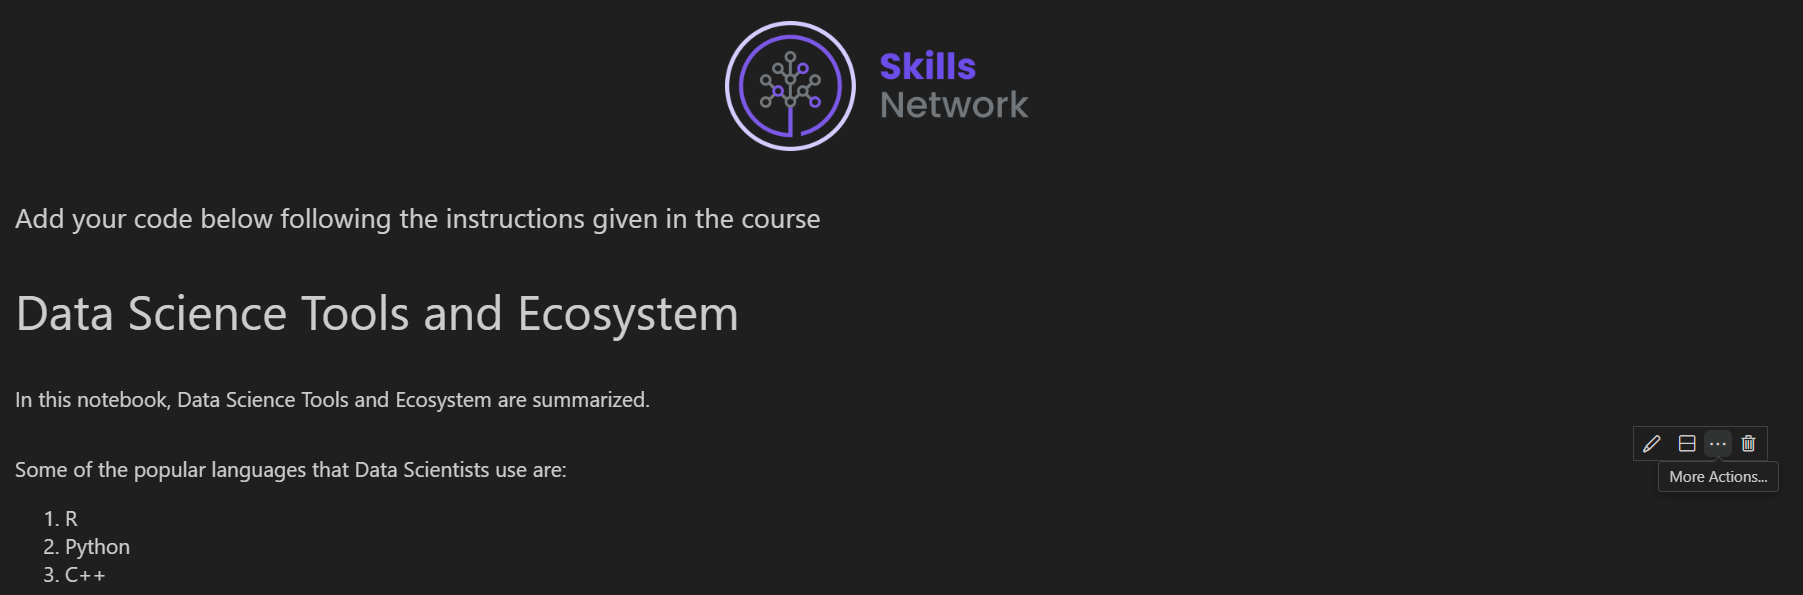 Skills
Network
Add your code below following the instructions given in the course
Data Science Tools and Ecosystem
In this notebook, Data Science Tools and Ecosystem are summarized.
Some of the popular languages that Data Scientists use are:
More Actions...
1. R
2. Python
3. C++